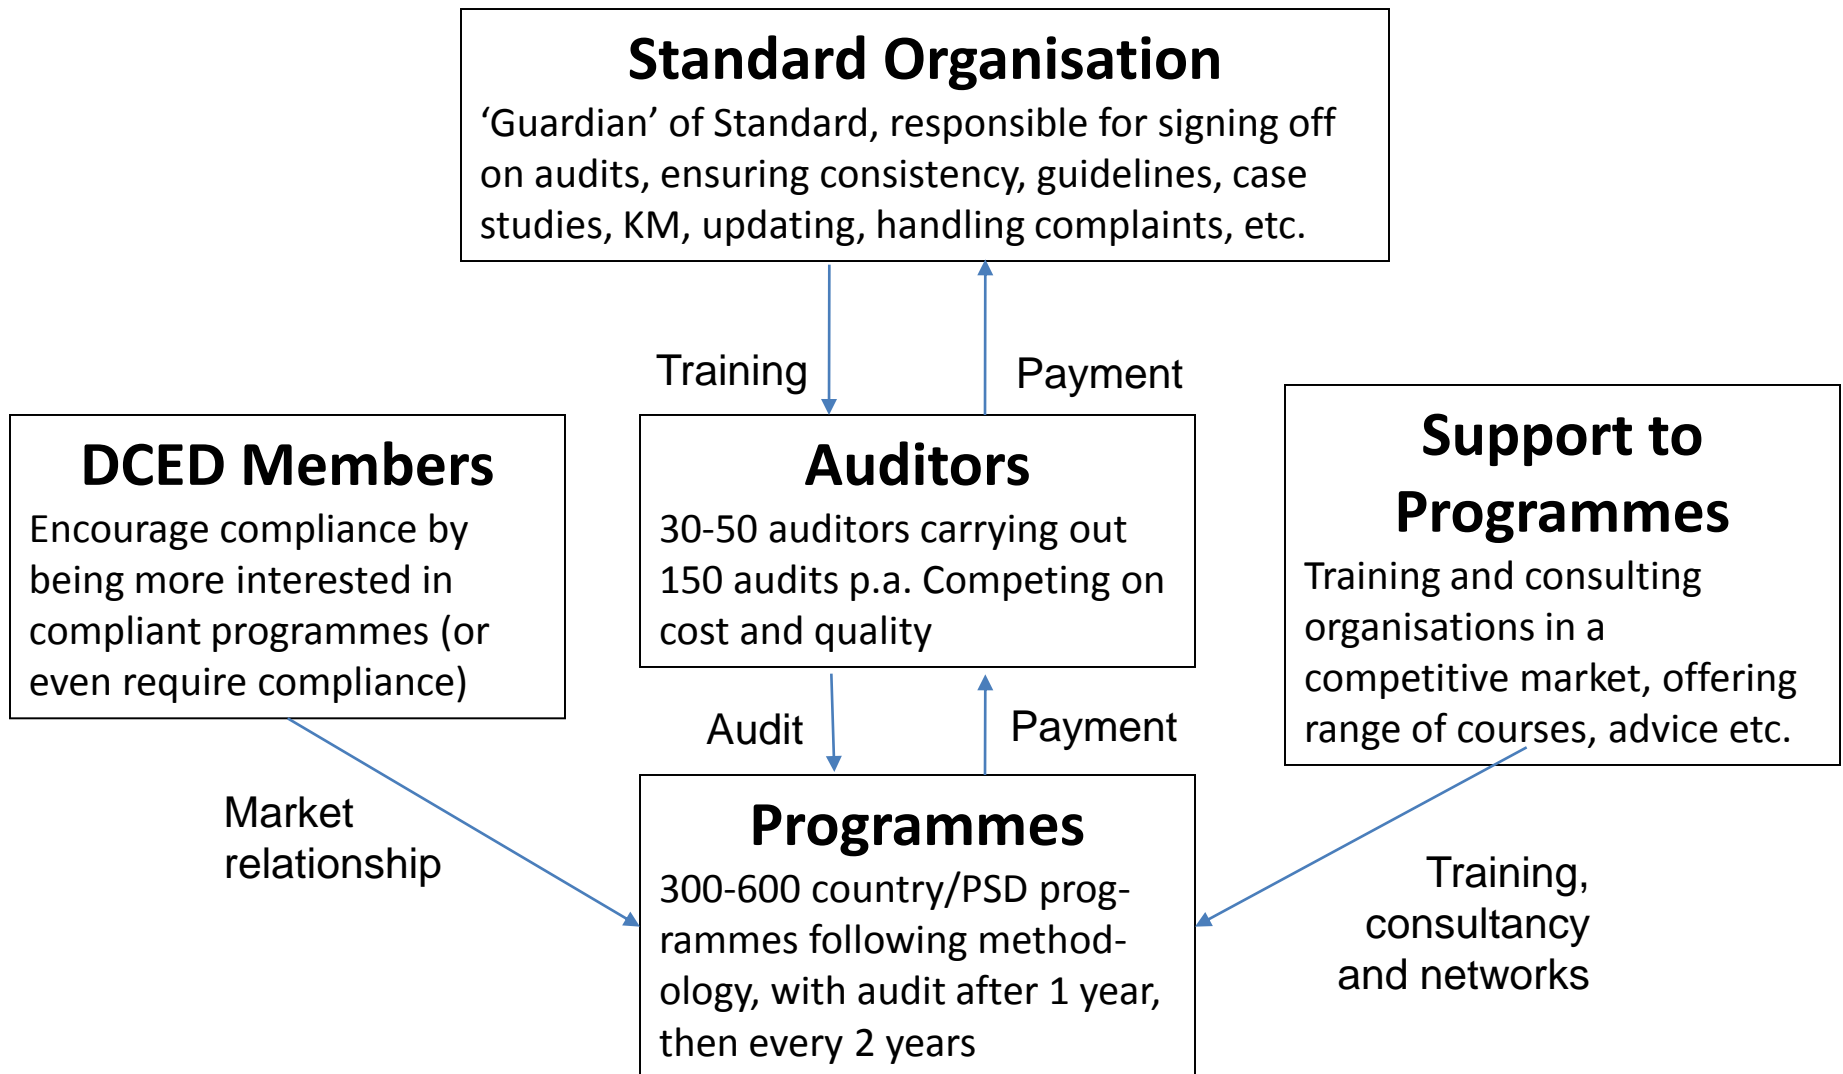 Standard Organisation
‘Guardian’ of Standard, responsible for signing off
on audits, ensuring consistency, guidelines, case
studies, KM, updating, handling complaints, etc.
Training
Payment
DCED Members
Encourage compliance by
being more interested in
compliant programmes (or
even require compliance)
Auditors
30-50 auditors carrying out
150 audits p.a. Competing on
cost and quality
Support to
Programmes
Training and consulting
organisations in a
competitive market, offering
range of courses, advice etc.
Audit
Payment
Market
relationship
Programmes
300-600 country/PSD prog-
rammes following method-
ology, with audit after 1 year,
then every 2 years
Training,
consultancy
and networks